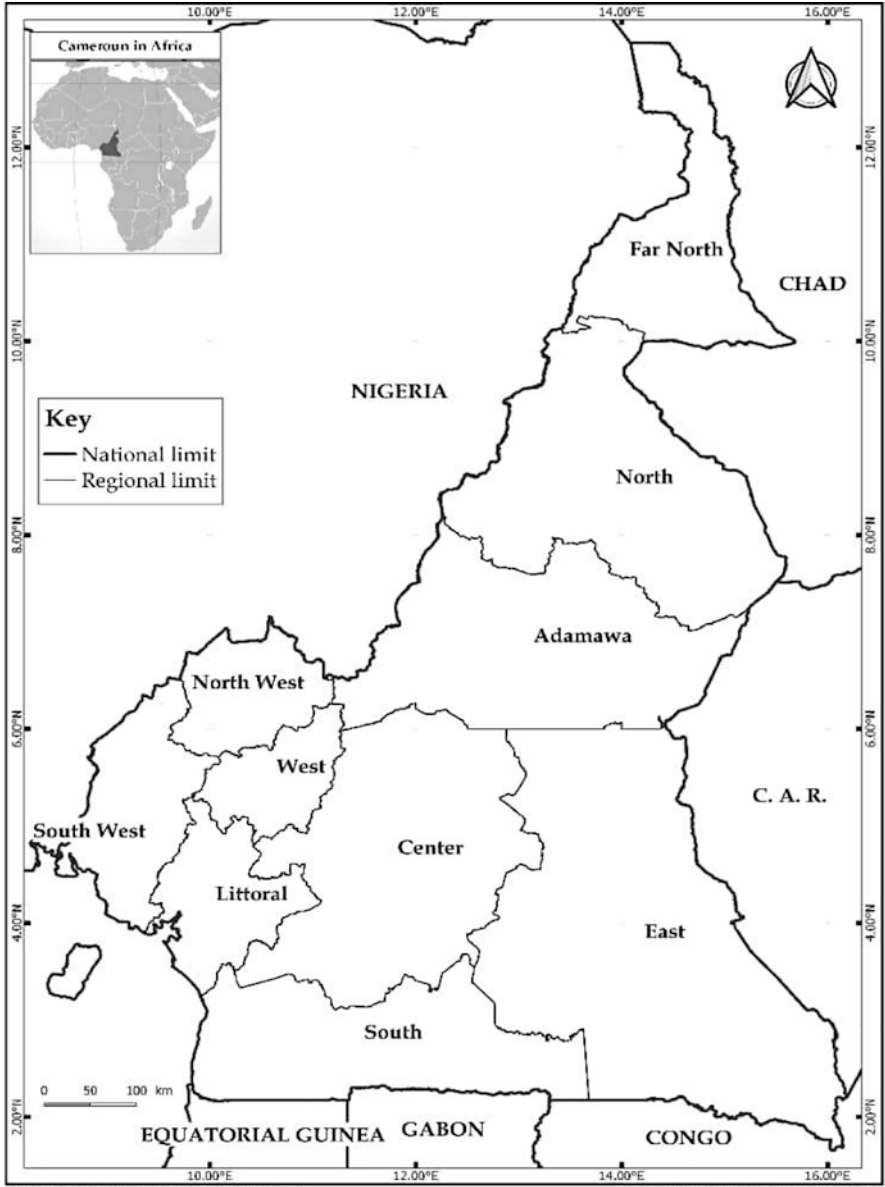 10.00°E 12.00°E 14.00°E 16.00°E
Cameroun in Africa
12.00°N 12.00°N
Far North
CHAD
10.00°N 10.00°N
NIGERIA
Key
National limit
Regional limit
North
8.00°N 8.00°N
Adamawa
North West
6.00°N 6.00°N
West
C. A. R.
South West
Center
Littoral
4.00°N 4.00°N
East
South
0 50 100 km
2.00°N 2.00°N
EQUATORIAL GUINEA
GABON
CONGO
10.00°E 12.00°E 14.00°E 16.00°E